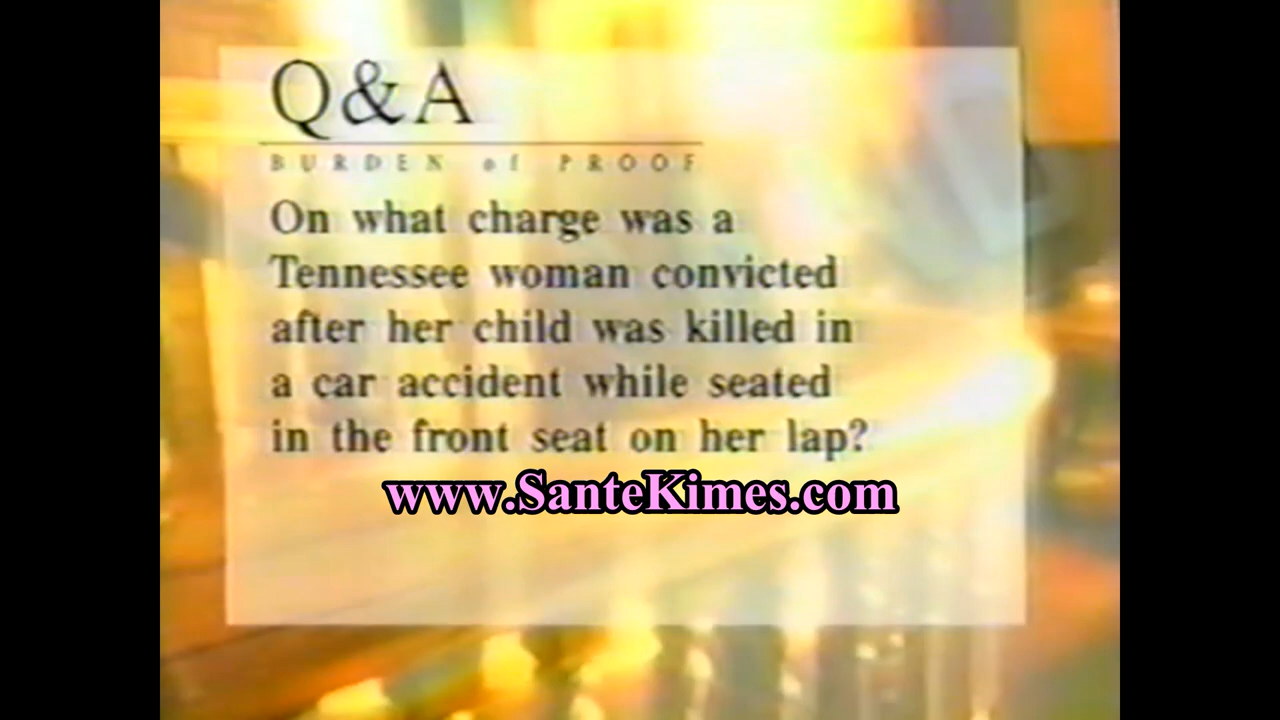 Q&A
BURDEN of PROOF
On what charge was a
Tennessee woman convicted
after her child was killed in
a car accident while seated
in the front seat on her lap?
www.SanteKimes.com